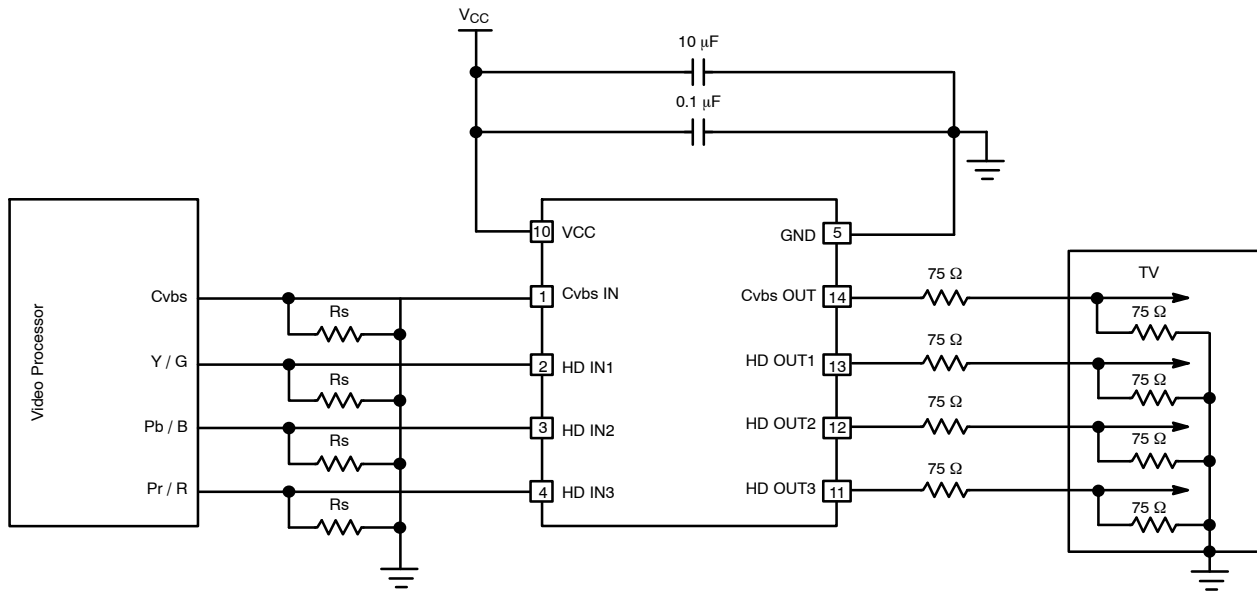 VCC
10 μF
0.1 μF
10 VCC
GND 5
Video Processor
Cvbs
Rs
1 Cvbs IN
Cvbs OUT 14
75 Ω
TV
75 Ω
Y / G
Rs
2 HD IN1
HD OUT1 13
75 Ω
75 Ω
Pb / B
Rs
3 HD IN2
HD OUT2 12
75 Ω
75 Ω
Pr / R
Rs
4 HD IN3
HD OUT3 11
75 Ω
75 Ω